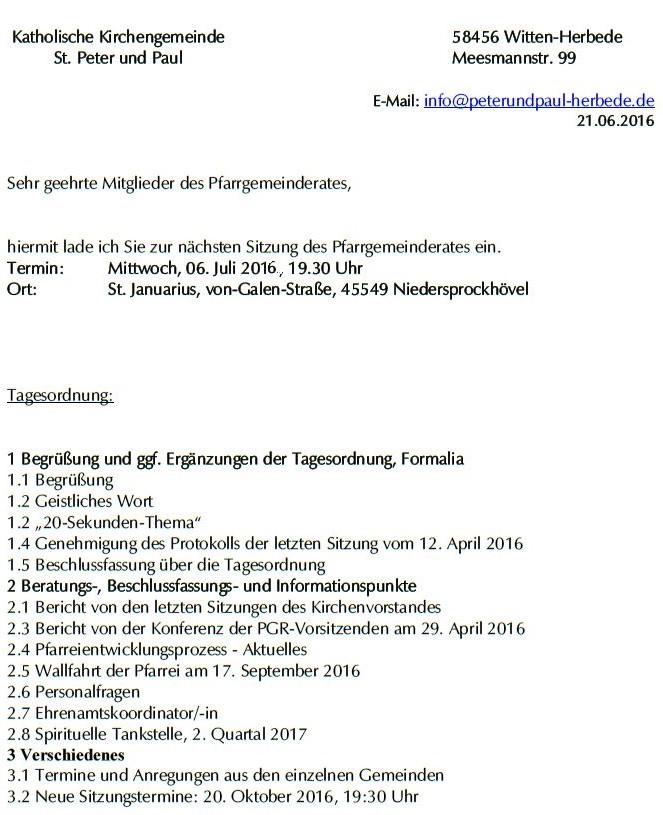 Katholische Kirchengemeinde
St. Peter und Paul
58456 Witten-Herbede
Meesmannstr. 99
E-Mail: info@peterundpaul-herbede.de
21.06.2016
Sehr geehrte Mitglieder des Pfarrgemeinderates,
hiermit lade ich Sie zur nächsten Sitzung des Pfarrgemeinderates ein.
Termin: Mittwoch, 06. Juli 2016., 19.30 Uhr
Ort: St. Januarius, von-Galen-Straße, 45549 Niedersprockhövel
Tagesordnung:
1 Begrüßung und ggf. Ergänzungen der Tagesordnung, Formalia
1.1 Begrüßung
1.2 Geistliches Wort
1.2 „20-Sekunden-Thema“
1.4 Genehmigung des Protokolls der letzten Sitzung vom 12. April 2016
1.5 Beschlussfassung über die Tagesordnung
2 Beratungs-, Beschlussfassungs- und Informationspunkte
2.1 Bericht von den letzten Sitzungen des Kirchenvorstandes
2.3 Bericht von der Konferenz der PGR-Vorsitzenden am 29. April 2016
2.4 Pfarreientwicklungsprozess - Aktuelles
2.5 Wallfahrt der Pfarrei am 17. September 2016
2.6 Personalfragen
2.7 Ehrenamtskoordinator/-in
2.8 Spirituelle Tankstelle, 2. Quartal 2017
3 Verschiedenes
3.1 Termine und Anregungen aus den einzelnen Gemeinden
3.2 Neue Sitzungstermine: 20. Oktober 2016, 19:30 Uhr